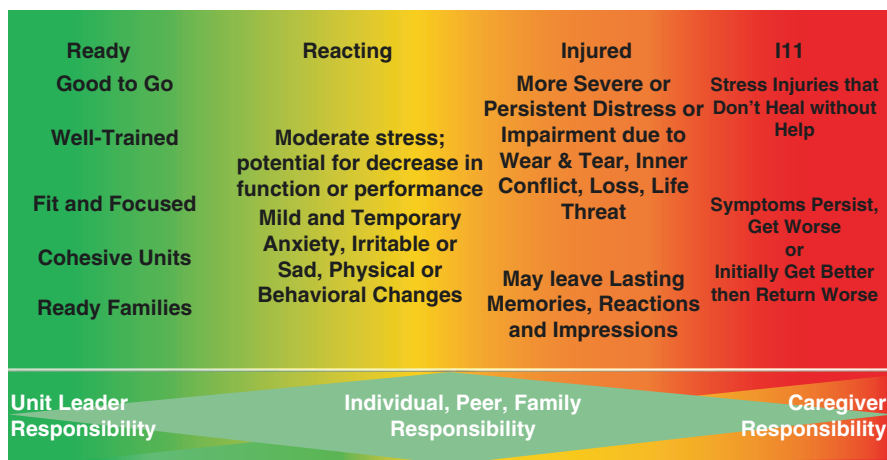 Ready
Good to Go
Well-Trained
Fit and Focused
Cohesive Units
Ready Families
Reacting
Moderate stress;
potential for decrease in
function or performance
Mild and Temporary
Anxiety, Irritable or
Sad, Physical or
Behavioral Changes
Injured
More Severe or
Persistent Distress or
Impairment due to
Wear & Tear, Inner
Conflict, Loss, Life
Threat
May leave Lasting
Memories, Reactions
and Impressions
I11
Stress Injuries that
Don't Heal without
Help
Symptoms Persist,
Get Worse
or
Initially Get Better
then Return Worse
Unit Leader
Responsibility
Individual, Peer, Family
Responsibility
Caregiver
Responsibility